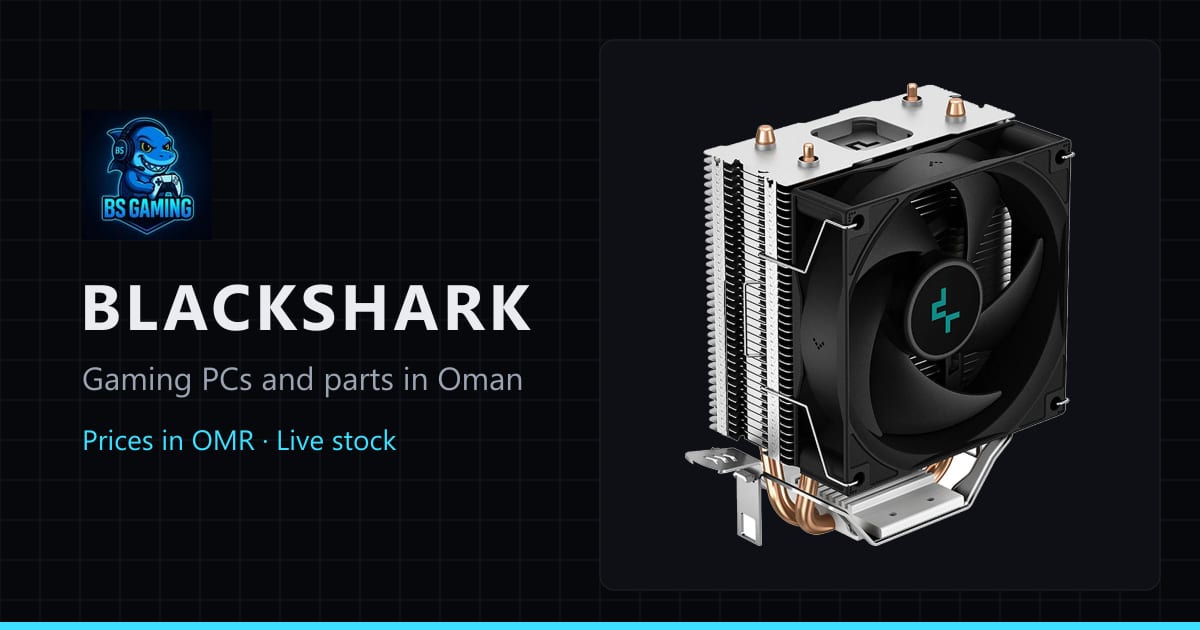 BS
BS GAMING
BLACKSHARK
Gaming PCs and parts in Oman
Prices in OMR · Live stock